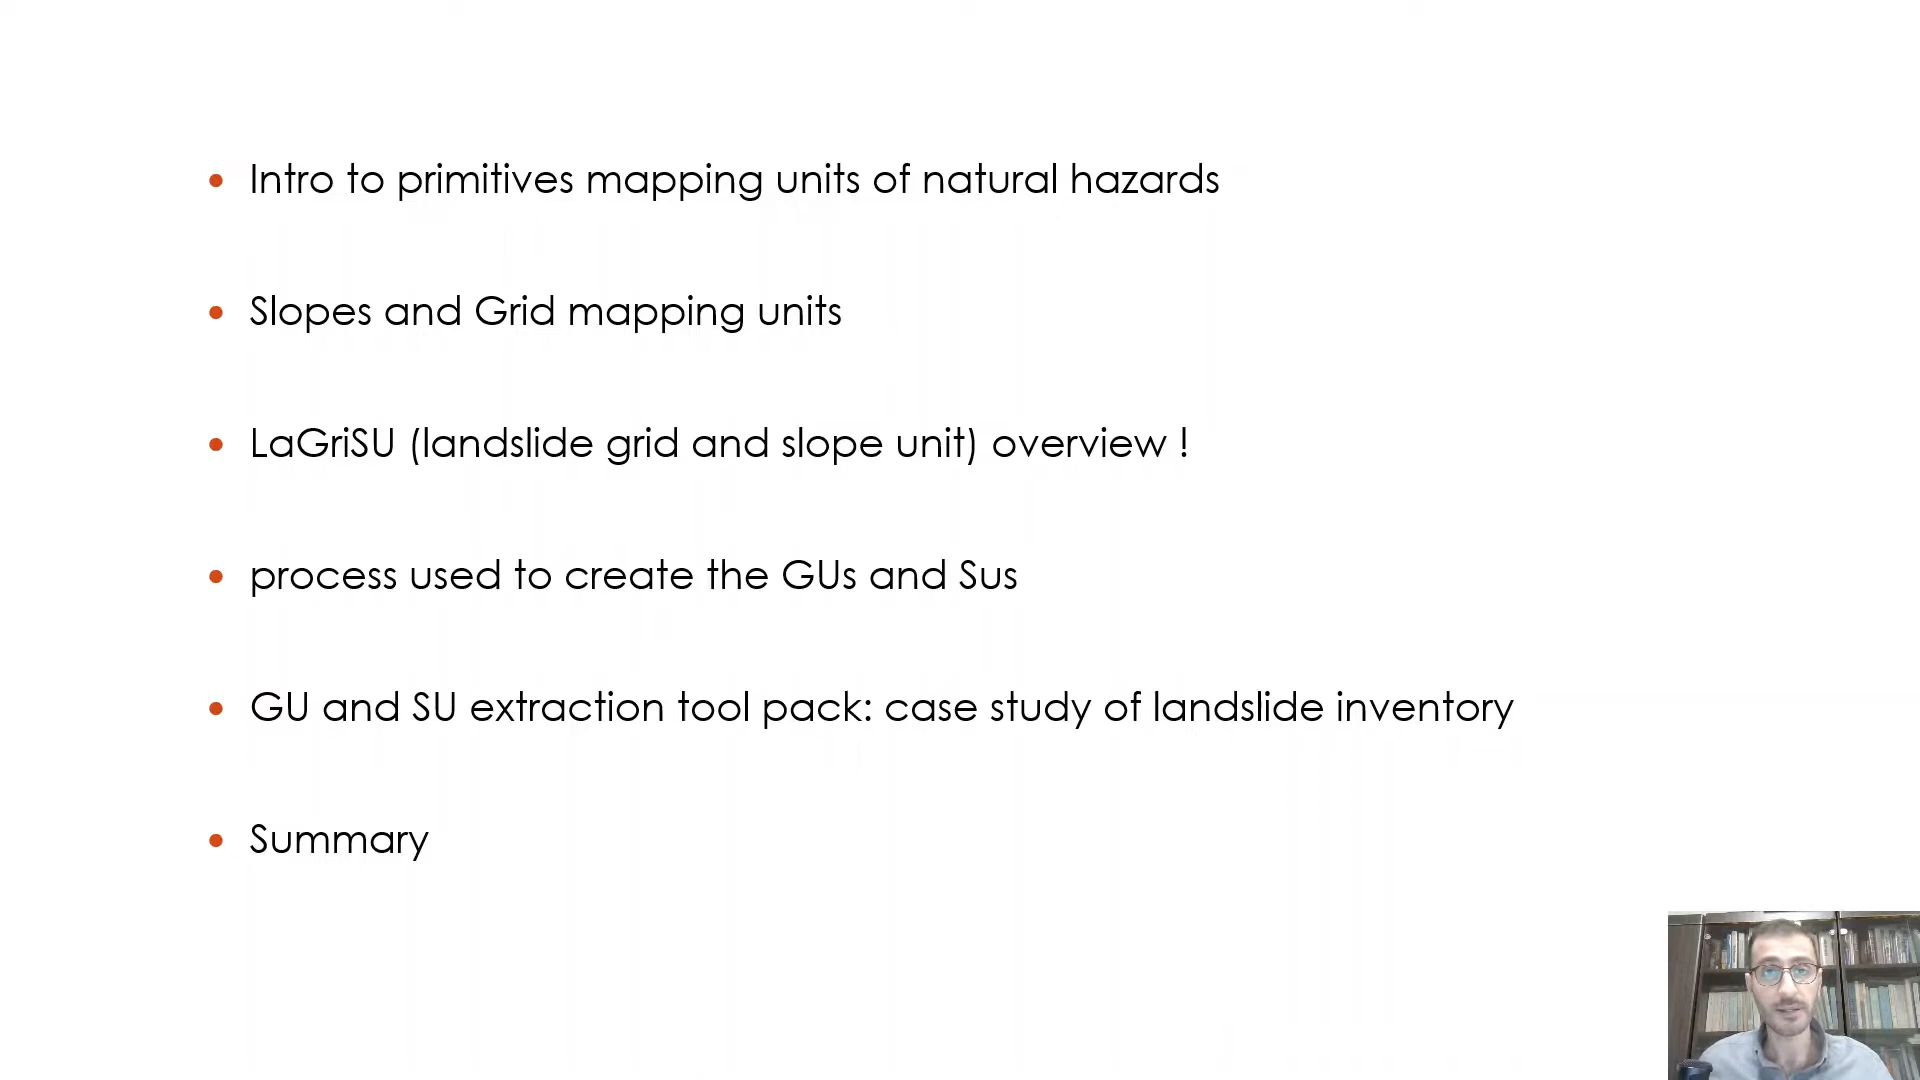 Intro to primitives mapping units of natural hazards
Slopes and Grid mapping units
LaGriSU (landslide grid and slope unit) overview !
process used to create the GUs and Sus
GU and SU extraction tool pack: case study of landslide inventory
Summary